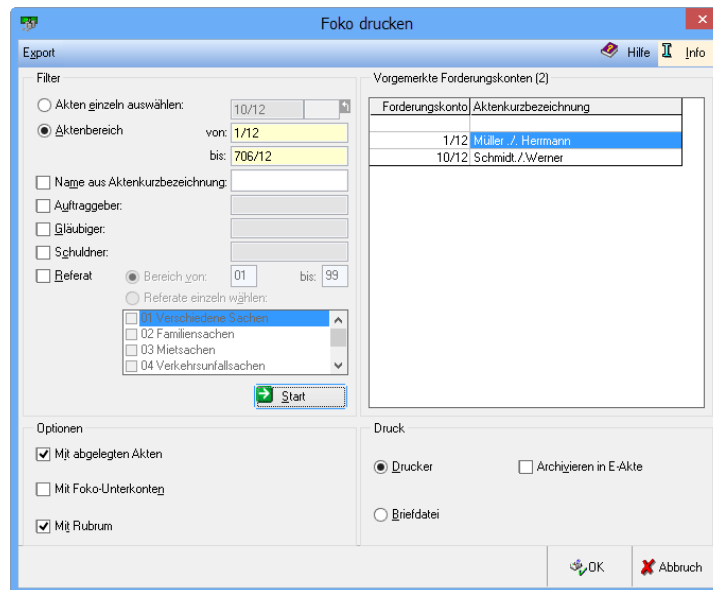 Foko drucken
Export Hilfe Info
Filter
Akten einzeln auswählen: 10/12
Aktenbereich von: 1/12
bis: 706/12
Name aus Aktenkurzbezeichnung:
Auftraggeber:
Gläubiger:
Schuldner:
Referat Bereich von: 01 bis: 99
Referate einzeln wählen:
01 Verschiedene Sachen
02 Familiensachen
03 Mietsachen
04 Verkehrsunfallsachen
Start
Vorgemerkte Forderungskonten (2)
Forderungskonto Aktenkurzbezeichnung
1/12 Müller ./. Herrmann
10/12 Schmidt./.Werner
Optionen
Mit abgelegten Akten
Mit Foko-Unterkonten
Mit Rubrum
Druck
Drucker Archivieren in E-Akte
Briefdatei
OK Abbruch